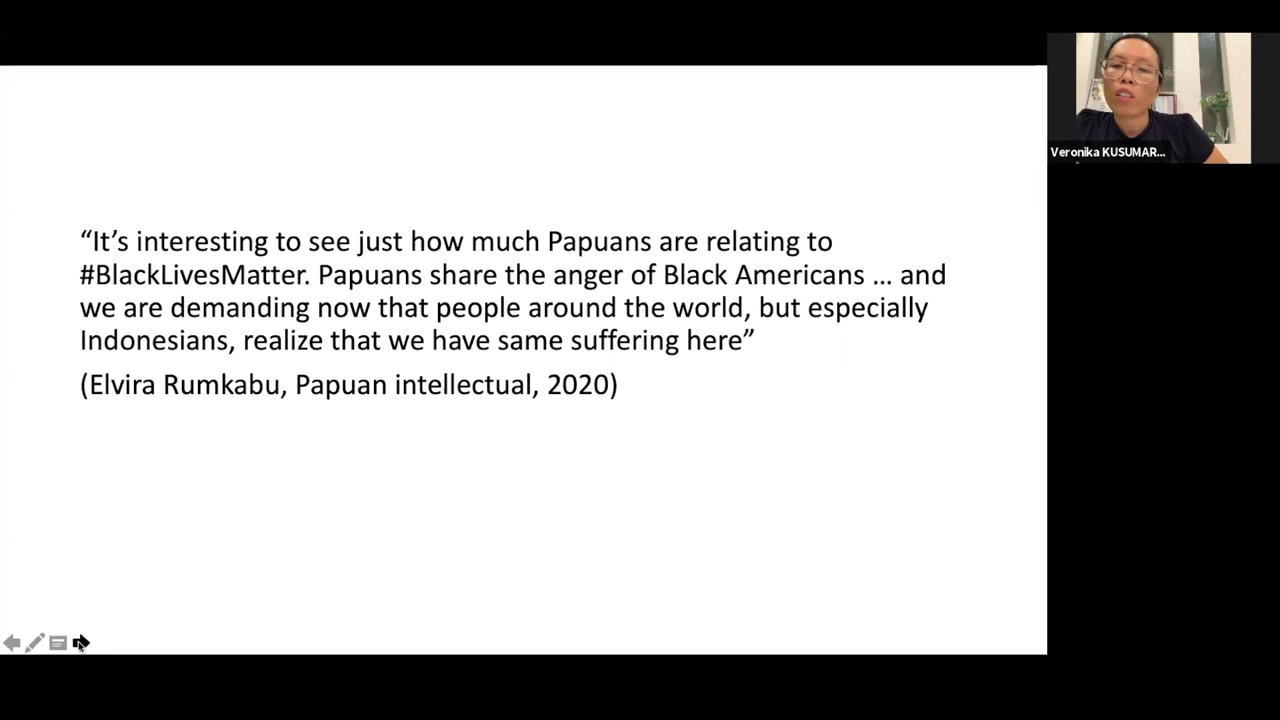 “It’s interesting to see just how much Papuans are relating to
#BlackLivesMatter. Papuans share the anger of Black Americans … and
we are demanding now that people around the world, but especially
Indonesians, realize that we have same suffering here”
(Elvira Rumkabu, Papuan intellectual, 2020)
Veronika KUSUMAR...